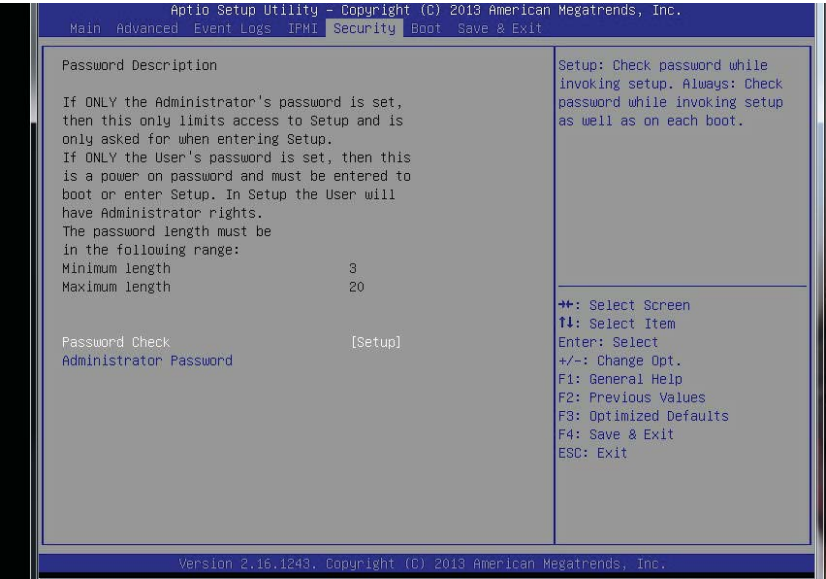 Aptio Setup Utility - Copyright (C) 2013 American Megatrends, Inc.
Main Advanced Event Logs IPMI Security Boot Save & Exit
Password Description
If ONLY the Administrator's password is set,
then this only limits access to Setup and is
only asked for when entering Setup.
If ONLY the User's password is set, then this
is a power on password and must be entered to
boot or enter Setup. In Setup the User will
have Administrator rights.
The password length must be
in the following range:
Minimum length 3
Maximum length 20
Password Check [Setup]
Administrator Password
Setup: Check password while
invoking setup. Always: Check
password while invoking setup
as well as on each boot.
→←: Select Screen
↑↓: Select Item
Enter: Select
+/-: Change Opt.
F1: General Help
F2: Previous Values
F3: Optimized Defaults
F4: Save & Exit
ESC: Exit
Version 2.16.1243. Copyright (C) 2013 American Megatrends, Inc.